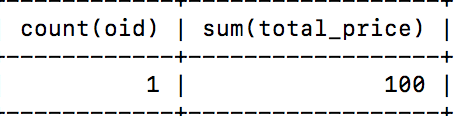 count(oid) | sum(total_price) |
1 | 100 |